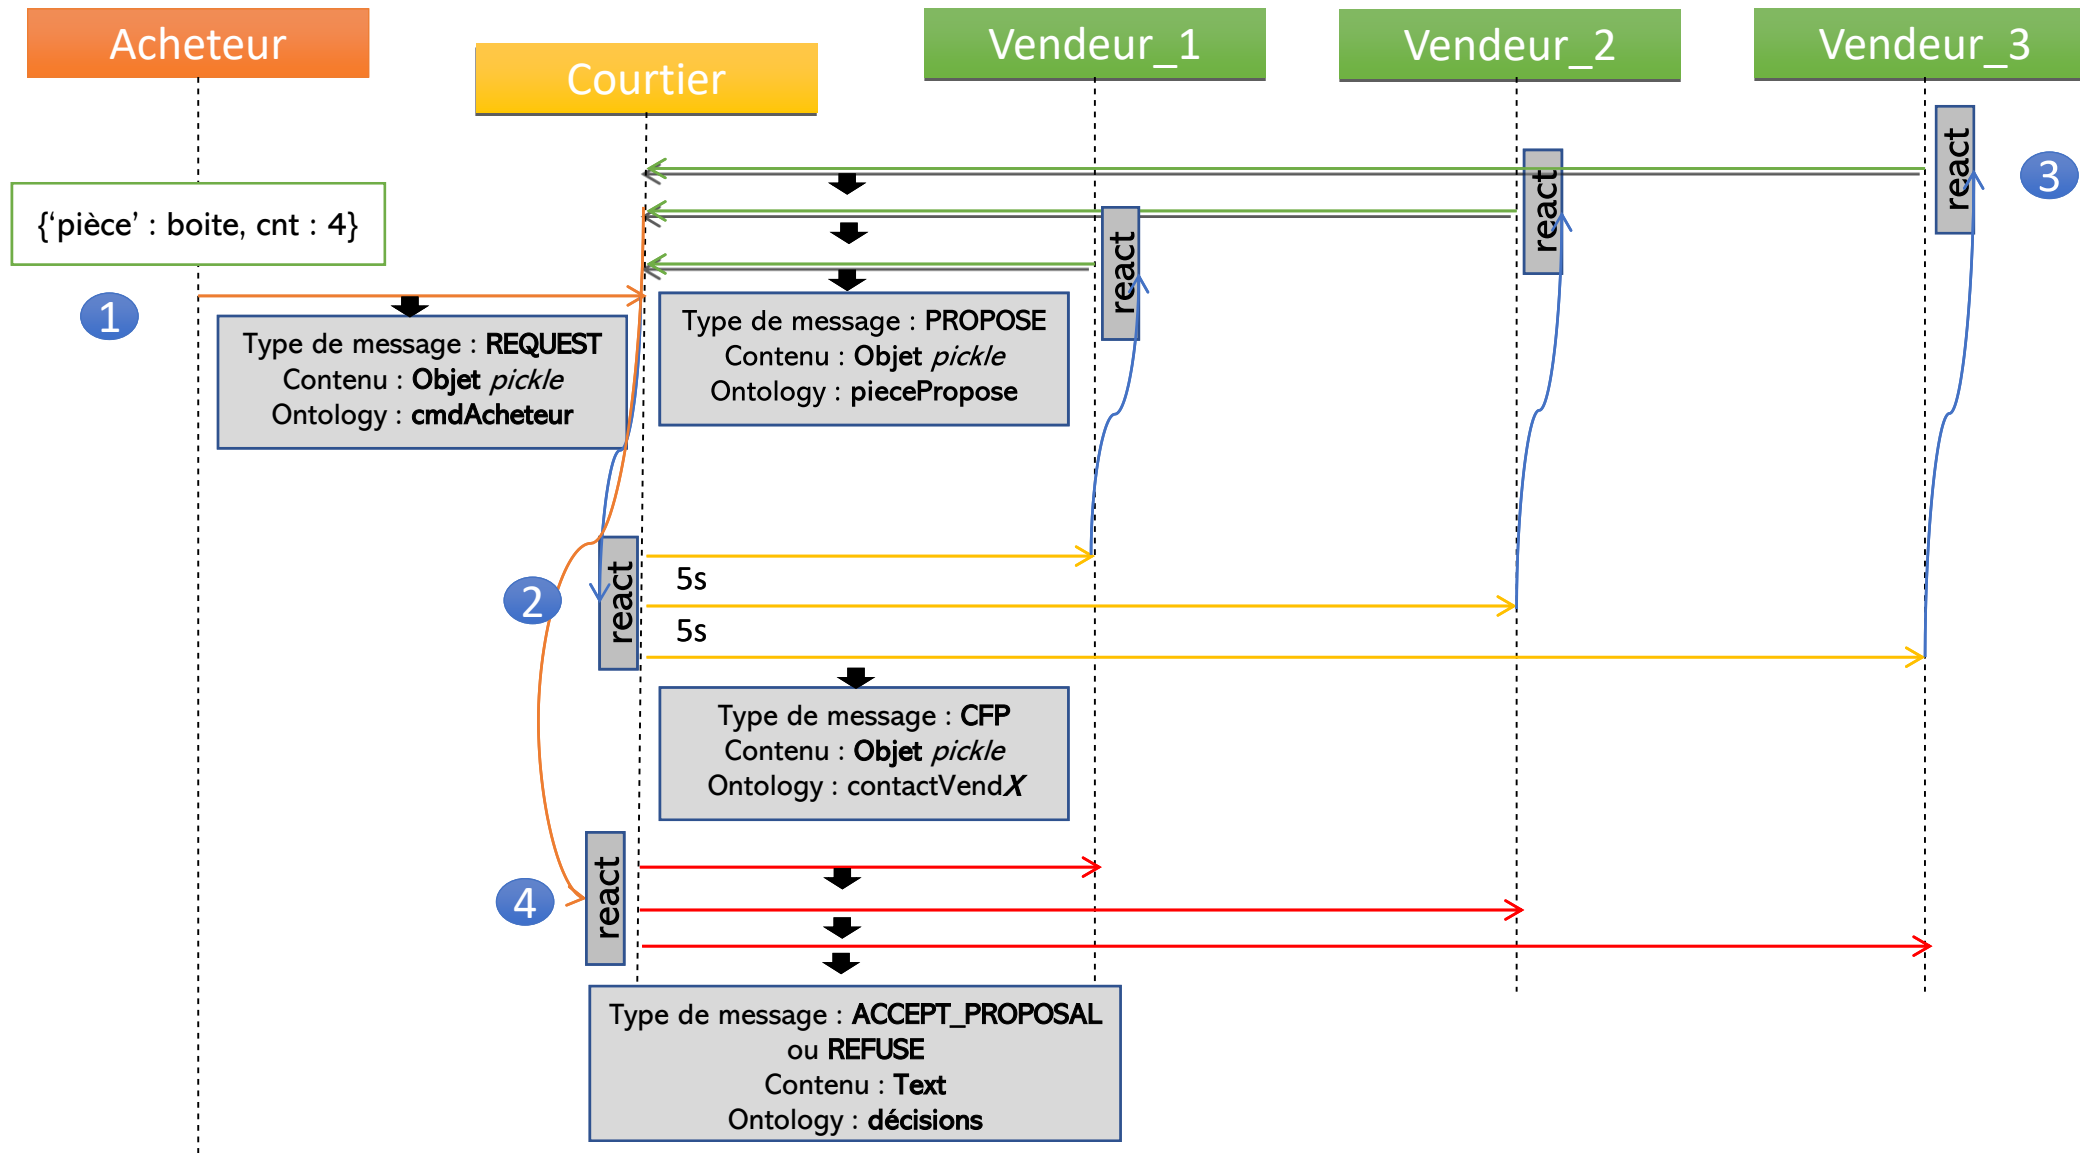 Acheteur
Courtier
Vendeur_1
Vendeur_2
Vendeur_3
react
3
react
{‘pièce’ : boite, cnt : 4}
react
1
Type de message : REQUEST
Contenu : Objet pickle
Ontology : cmdAcheteur
Type de message : PROPOSE
Contenu : Objet pickle
Ontology : piecePropose
2
react
5s
5s
Type de message : CFP
Contenu : Objet pickle
Ontology : contactVendX
4
react
Type de message : ACCEPT_PROPOSAL
ou REFUSE
Contenu : Text
Ontology : décisions